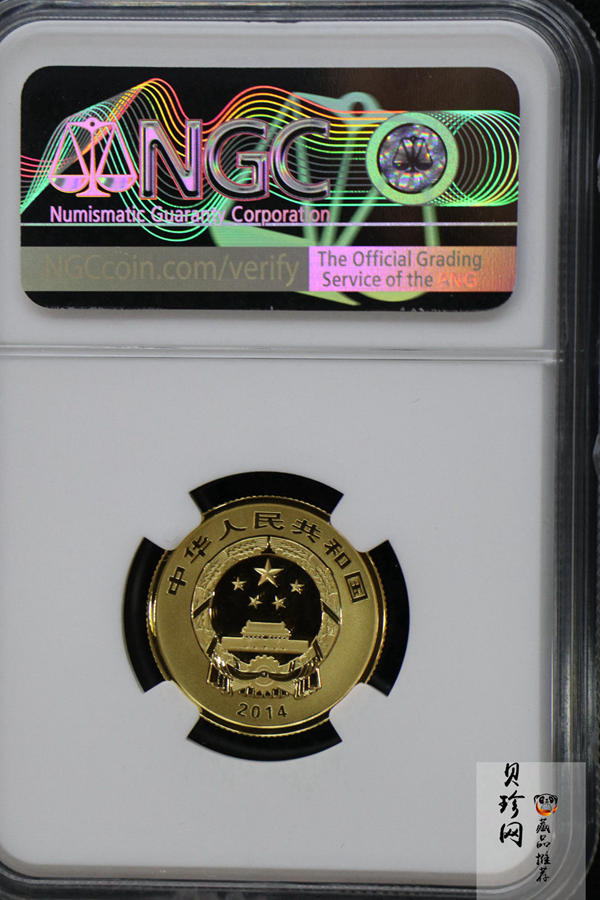 NGC
Numismatic Guaranty Corporation
NGCcoin.com/verify
The Official Grading
Service of the ANG
中华人民共和国
2014
贝珍网
藏品推荐